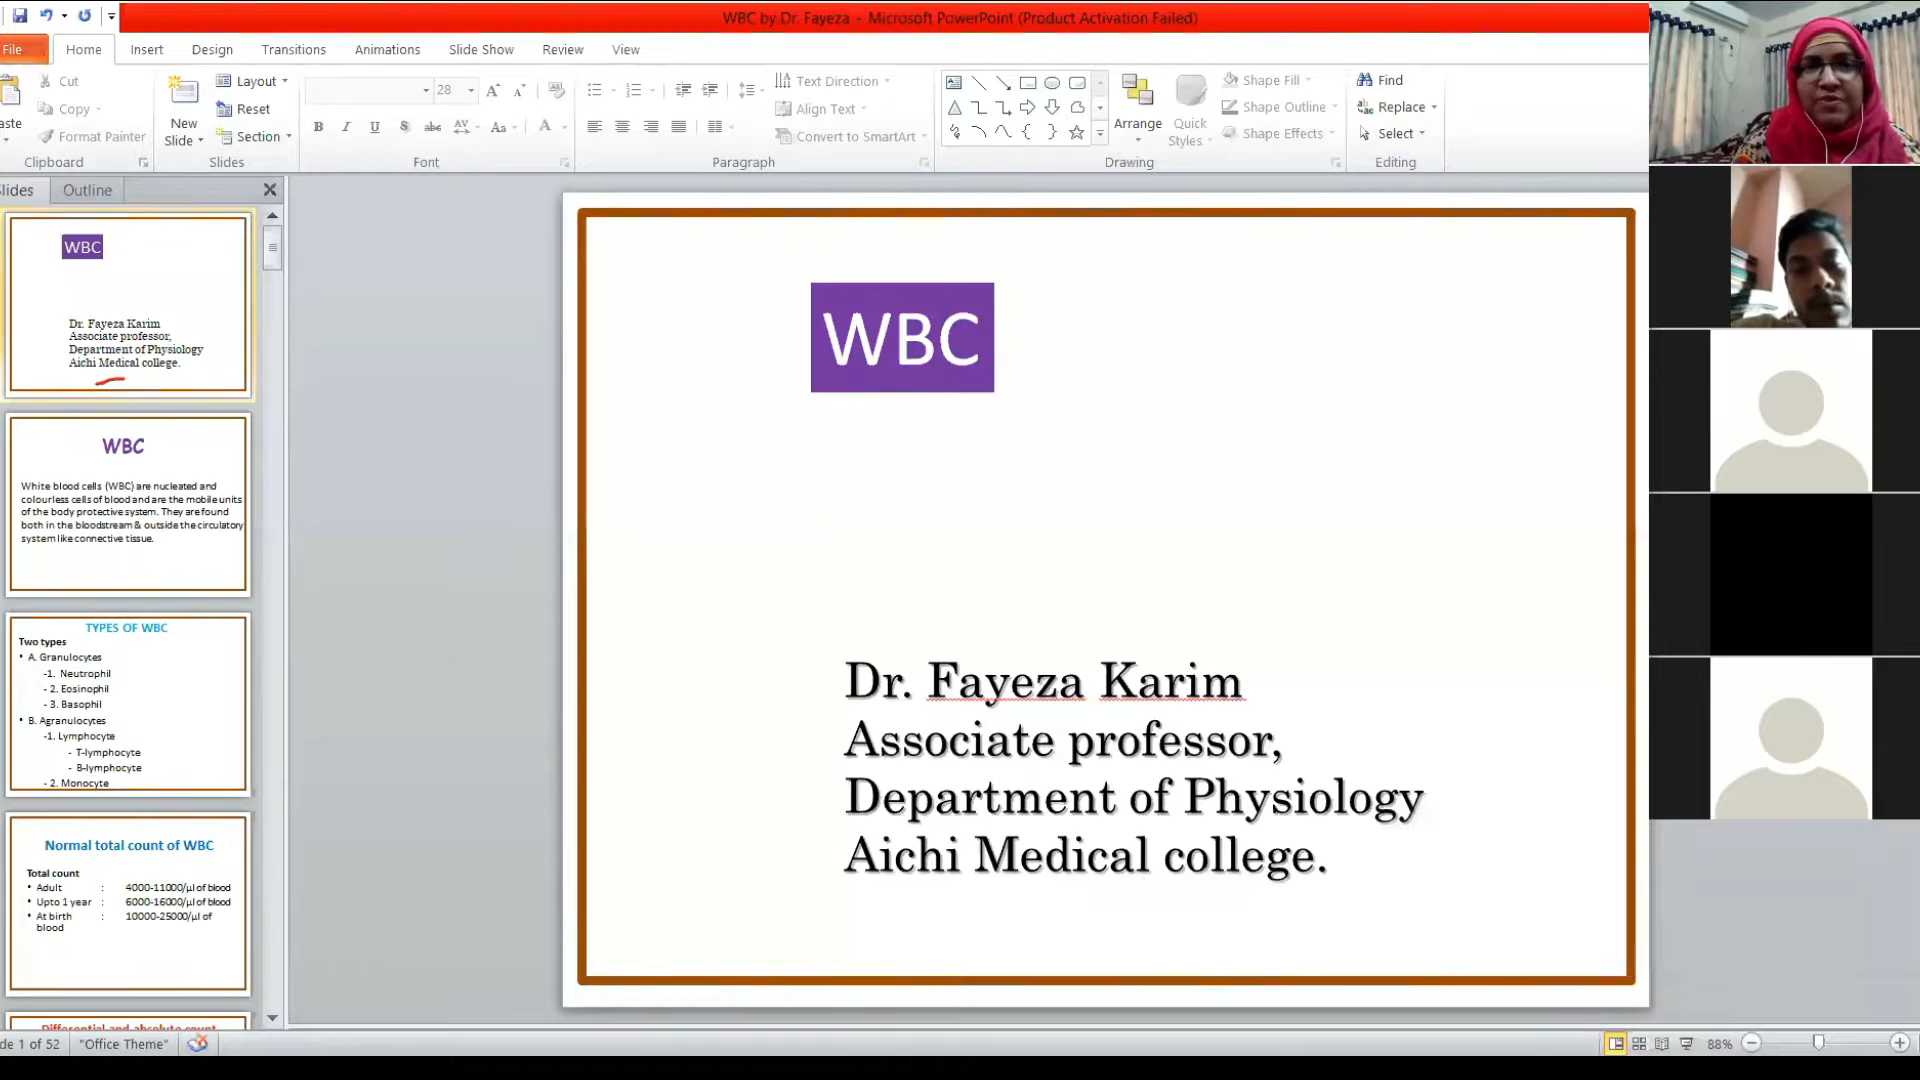 WBC by Dr. Fayeza - Microsoft PowerPoint (Product Activation Failed)
File Home Insert Design Transitions Animations Slide Show Review View
Cut
Copy
Format Painter
Clipboard
New
Slide
Layout
Reset
Section
Slides
28
Font
Text Direction
Align Text
Convert to SmartArt
Paragraph
Arrange
Quick
Styles
Shape Fill
Shape Outline
Shape Effects
Drawing
Find
Replace
Select
Editing
Slides Outline
WBC
Dr. Fayeza Karim
Associate professor,
Department of Physiology
Aichi Medical college.
WBC
White blood cells (WBC) are nucleated and
colourless cells of blood and are the mobile units
of the body protective system. They are found
both in the bloodstream & outside the circulatory
system like connective tissue.
TYPES OF WBC
Two types
• A. Granulocytes
-1. Neutrophil
- 2. Eosinophil
- 3. Basophil
• B. Agranulocytes
-1. Lymphocyte
- T-lymphocyte
- B-lymphocyte
- 2. Monocyte
Normal total count of WBC
Total count
• Adult : 4000-11000/µl of blood
• Upto 1 year : 6000-16000/µl of blood
• At birth : 10000-25000/µl of
blood
Differential and absolute count
WBC
Dr. Fayeza Karim
Associate professor,
Department of Physiology
Aichi Medical college.
de 1 of 52 "Office Theme" 88%